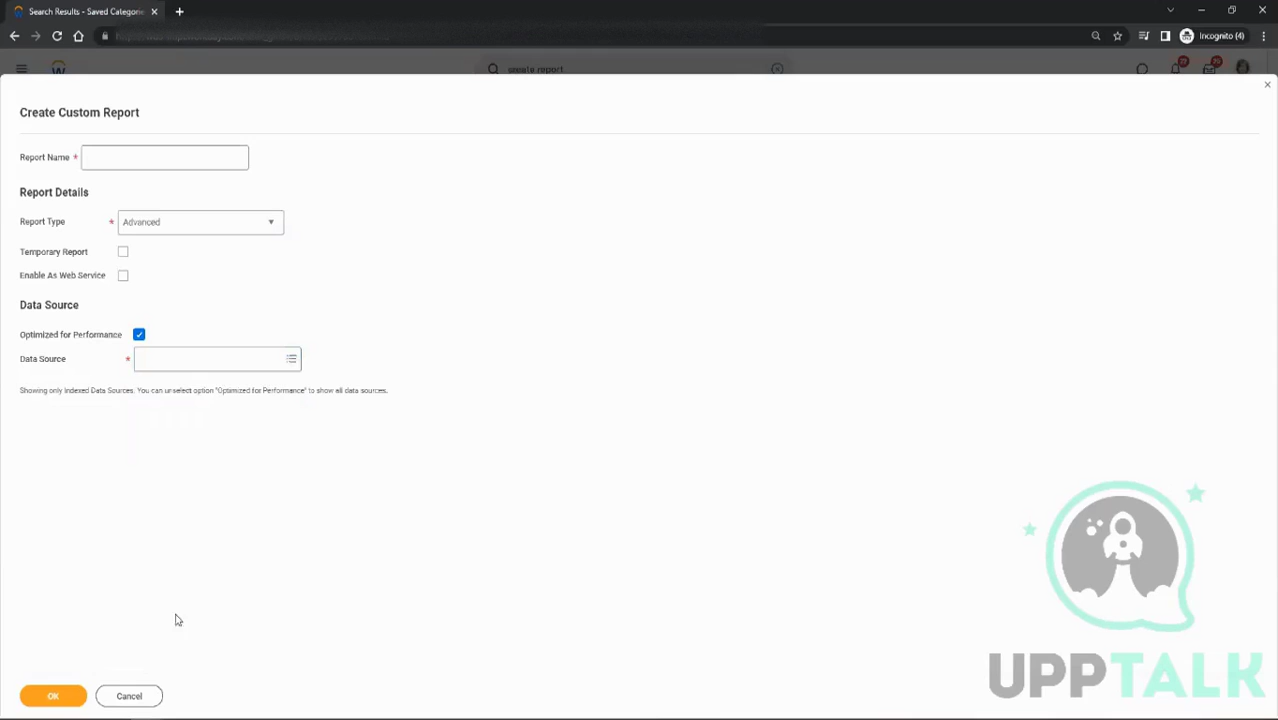 Search Results - Saved Categorie
Incognito (4)
Create Custom Report
Report Name *
Report Details
Report Type * Advanced
Temporary Report
Enable As Web Service
Data Source
Optimized for Performance
Data Source *
Showing only Indexed Data Sources, You can unselect option "Optimized for Performance" to show all data sources.
OK Cancel
UPPTALK